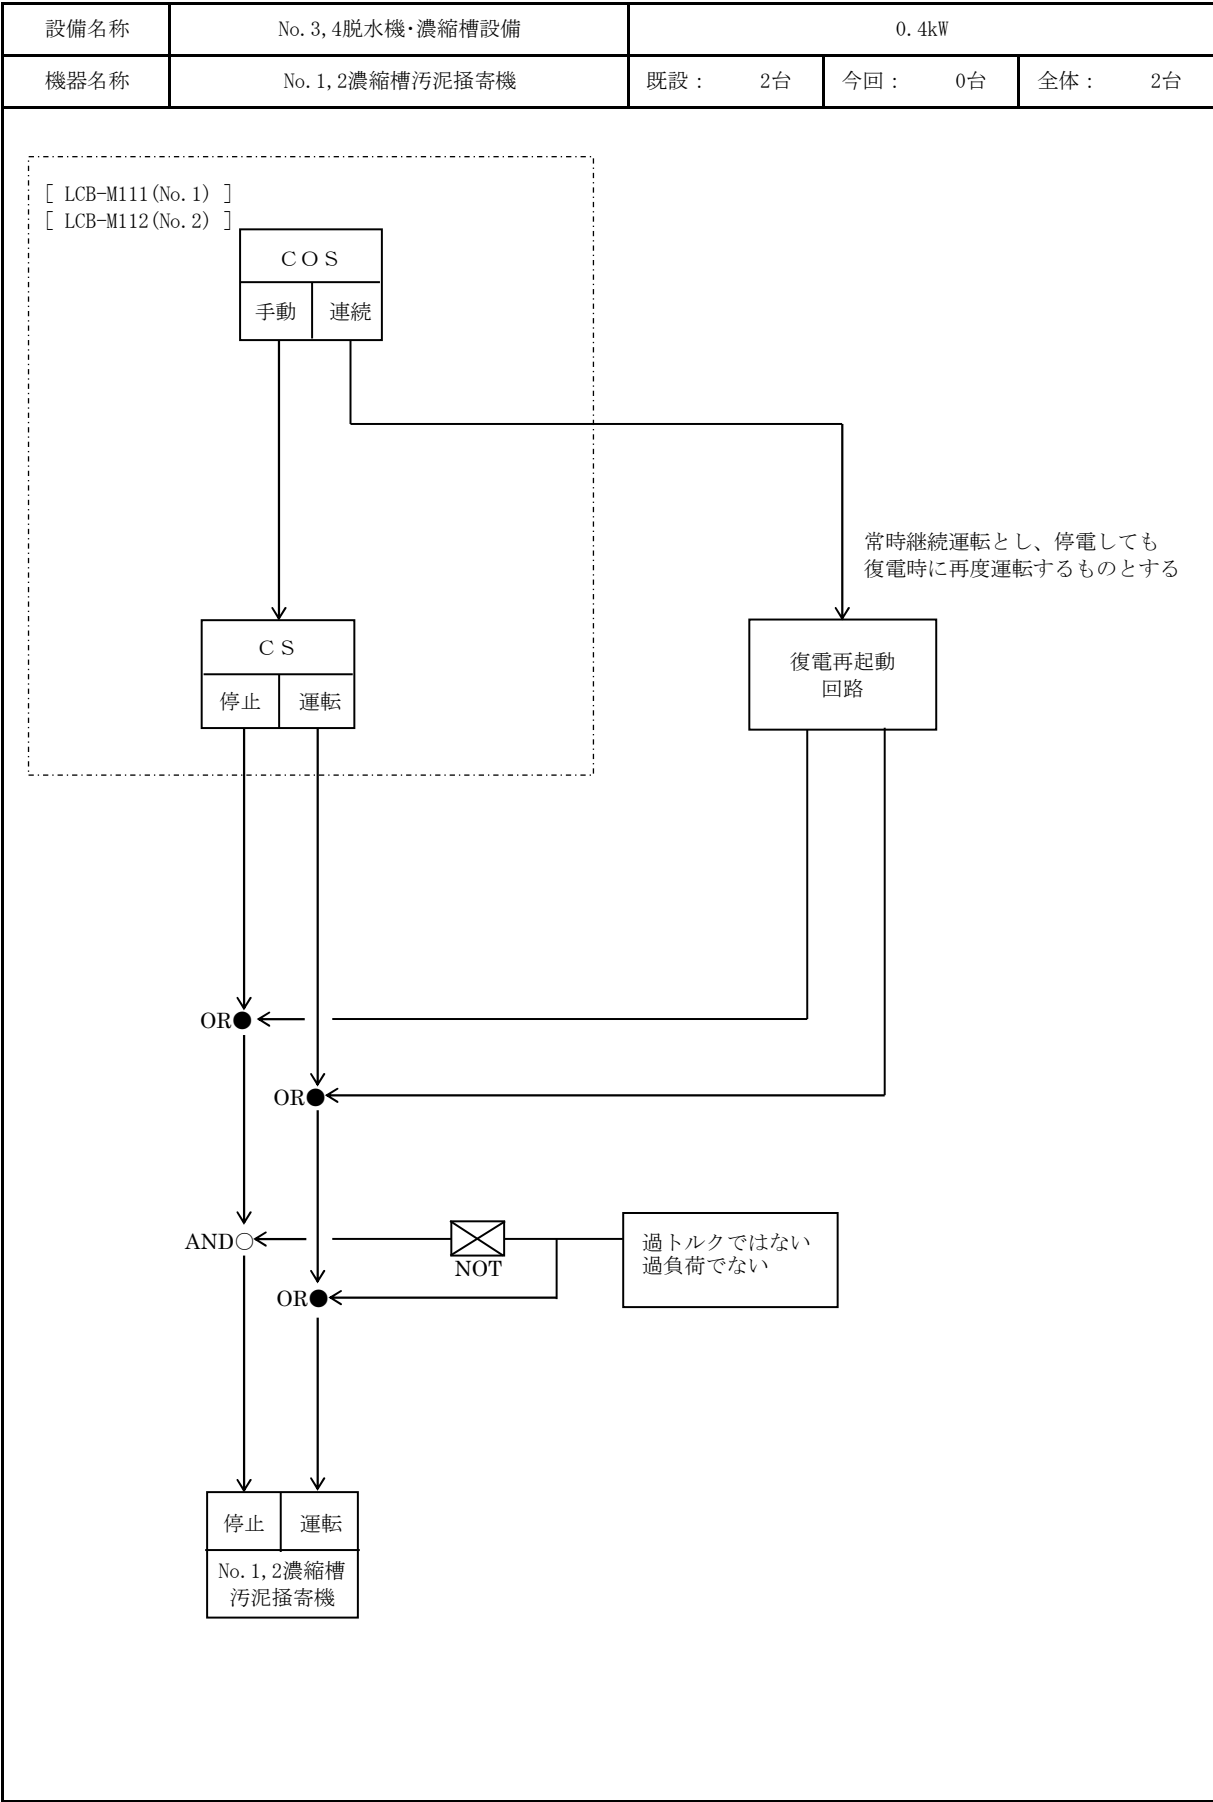 設備名称
No.3,4脱水機･濃縮槽設備
0.4kW
機器名称
No.1,2濃縮槽汚泥掻寄機
既設： 2台
今回： 0台
全体： 2台
[ LCB-M111(No.1) ]
[ LCB-M112(No.2) ]
ＣＯＳ
手動 連続
常時継続運転とし、停電しても
復電時に再度運転するものとする
ＣＳ
停止 運転
復電再起動
回路
OR●
OR●
AND○
NOT
過トルクではない
過負荷でない
OR●
停止 運転
No.1,2濃縮槽
汚泥掻寄機